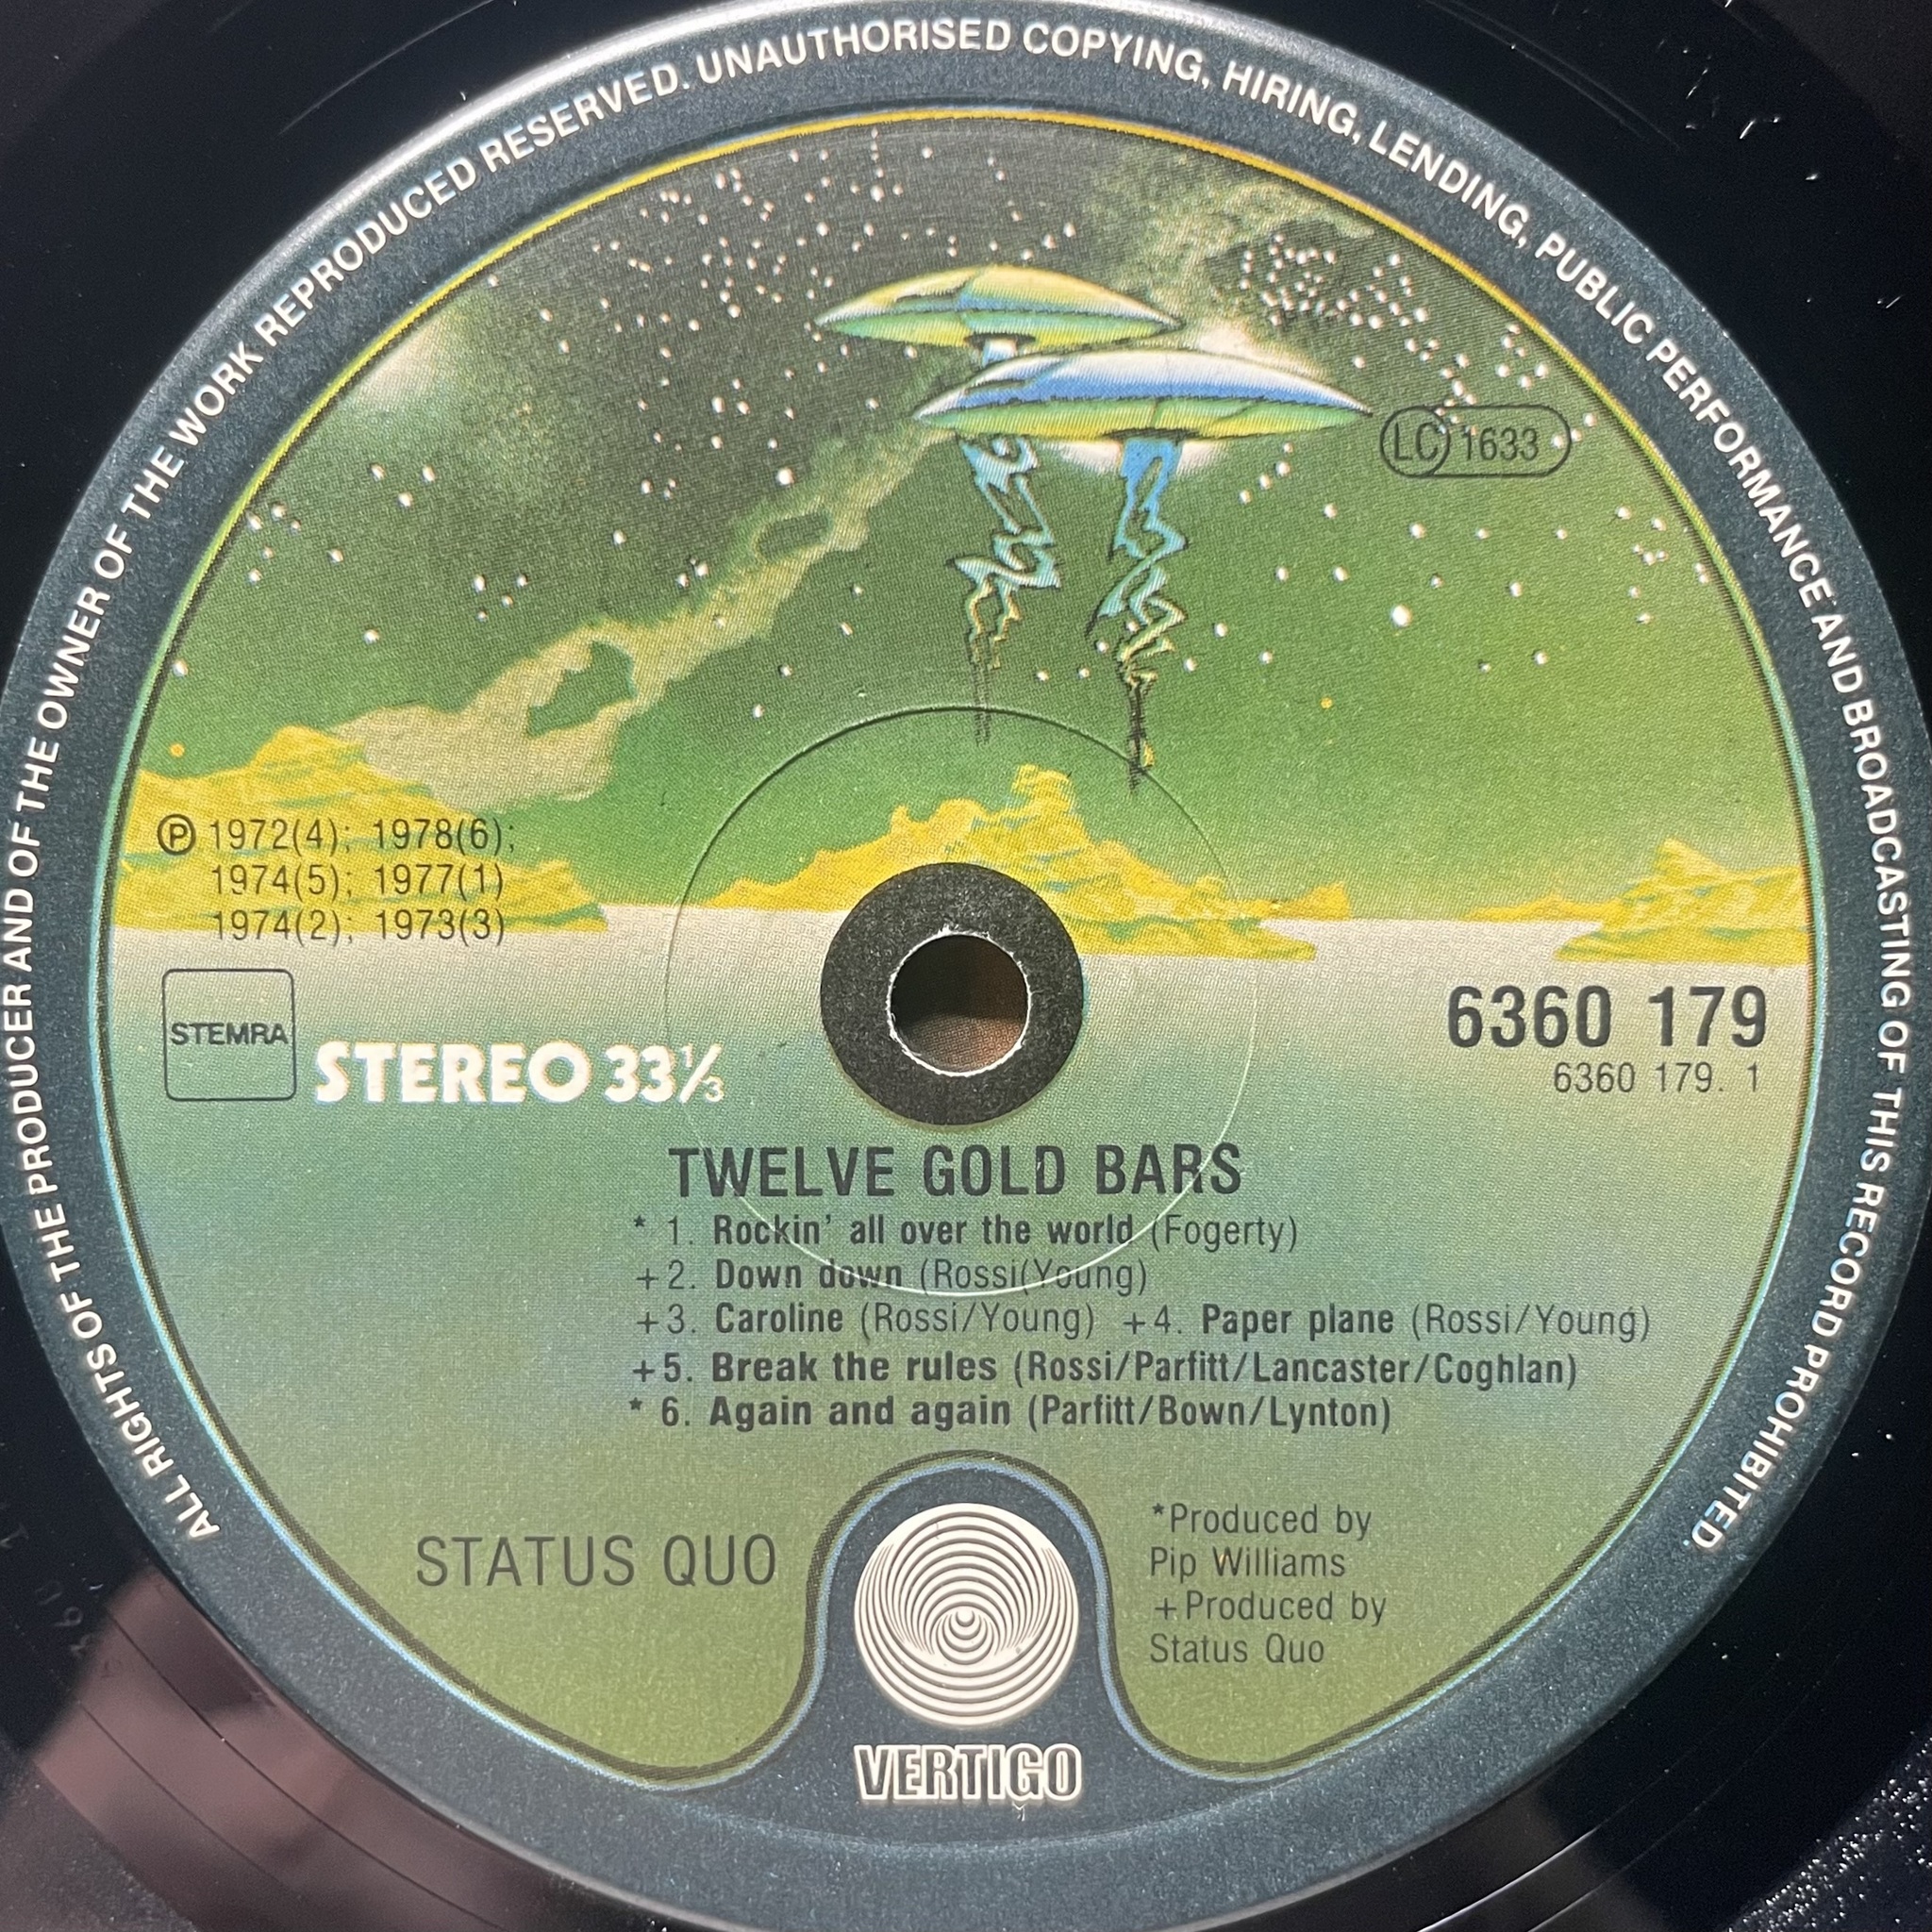 ALL RIGHTS OF THE PRODUCER AND OF THE OWNER OF THE WORK REPRODUCED RESERVED. UNAUTHORISED COPYING, HIRING, LENDING, PUBLIC PERFORMANCE AND BROADCASTING OF THIS RECORD PROHIBITED
LC 1633
℗ 1972(4); 1978(6);
1974(5); 1977(1)
1974(2); 1973(3)
STEMRA
STEREO 33⅓
6360 179
6360 179. 1
TWELVE GOLD BARS
* 1. Rockin' all over the world (Fogerty)
+2. Down down (Rossi(Young)
+3. Caroline (Rossi/Young) +4. Paper plane (Rossi/Young)
+5. Break the rules (Rossi/Parfitt/Lancaster/Coghlan)
* 6. Again and again (Parfitt/Bown/Lynton)
STATUS QUO
*Produced by
Pip Williams
+Produced by
Status Quo
VERTIGO